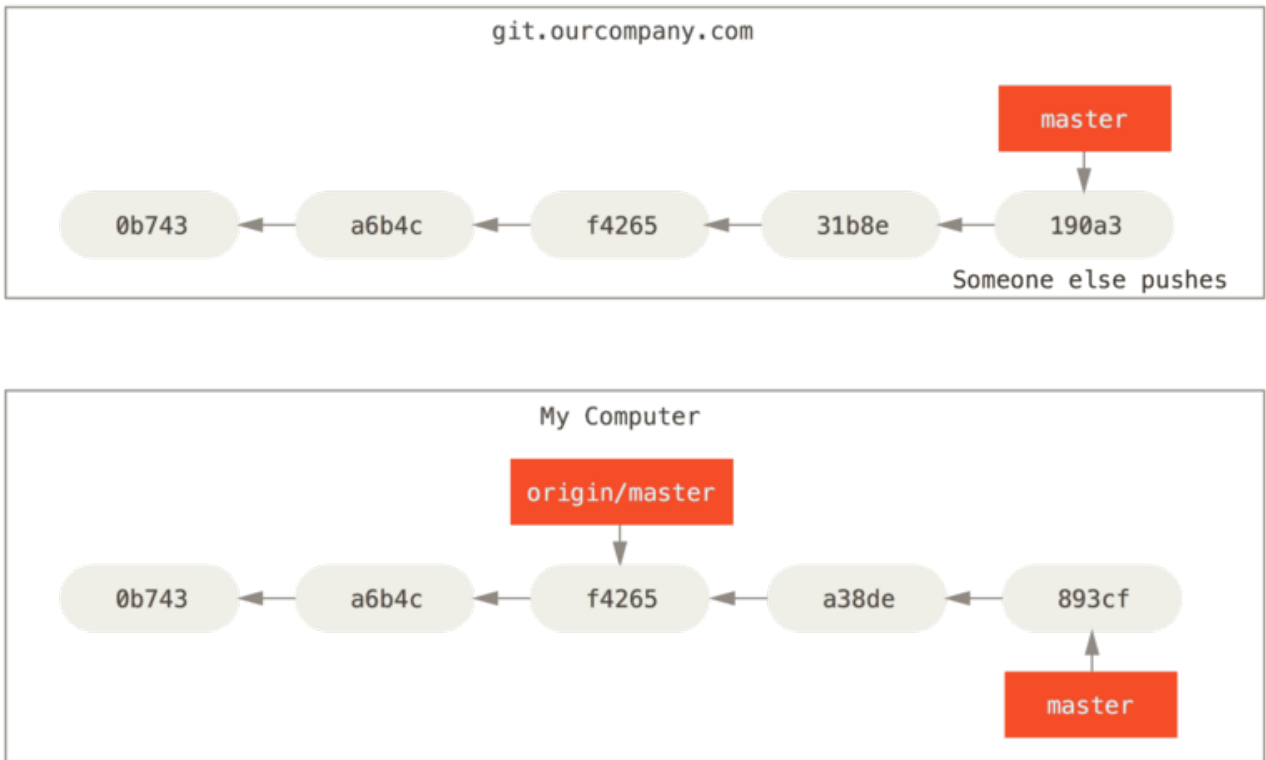 git.ourcompany.com
master
0b743 a6b4c f4265 31b8e 190a3
Someone else pushes
My Computer
origin/master
0b743 a6b4c f4265 a38de 893cf
master